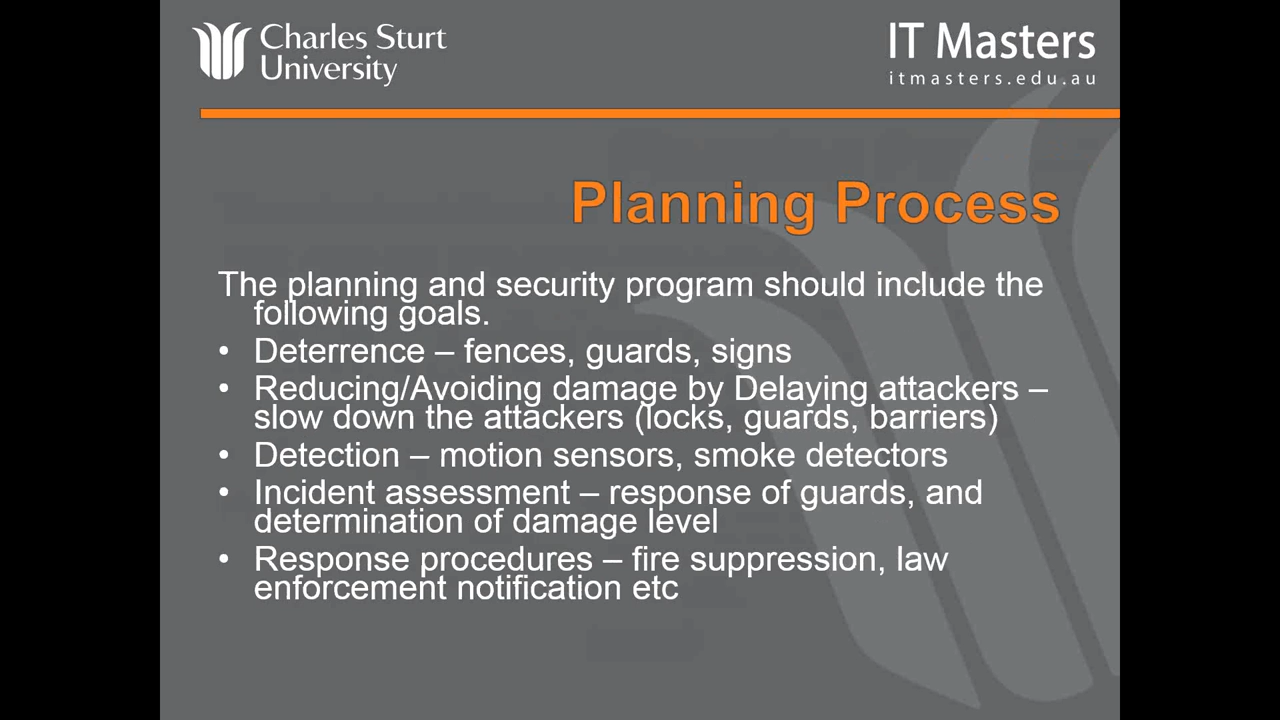 Charles Sturt
University
IT Masters
itmasters.edu.au
Planning Process
The planning and security program should include the
following goals.
• Deterrence – fences, guards, signs
• Reducing/Avoiding damage by Delaying attackers –
slow down the attackers (locks, guards, barriers)
• Detection – motion sensors, smoke detectors
• Incident assessment – response of guards, and
determination of damage level
• Response procedures – fire suppression, law
enforcement notification etc